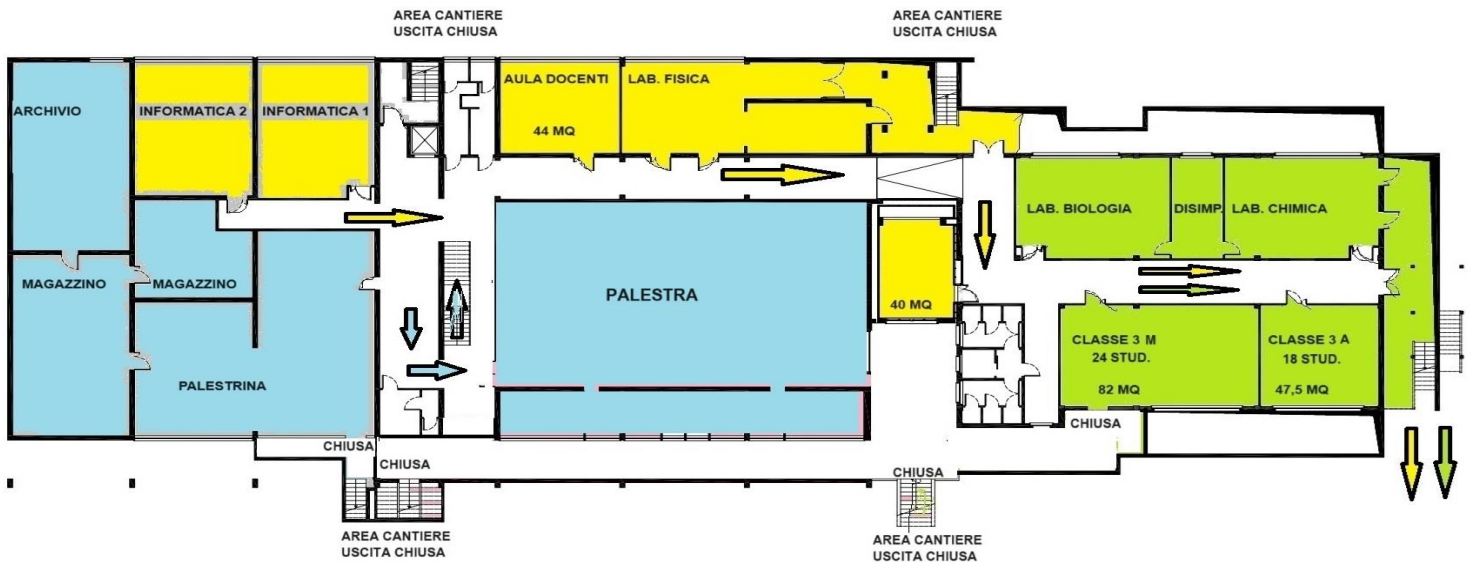 AREA CANTIERE
USCITA CHIUSA
AREA CANTIERE
USCITA CHIUSA
ARCHIVIO
INFORMATICA 2
INFORMATICA 1
AULA DOCENTI
44 MQ
LAB. FISICA
LAB. BIOLOGIA
DISIMP.
LAB. CHIMICA
MAGAZZINO
MAGAZZINO
PALESTRINA
PALESTRA
40 MQ
CLASSE 3 M
24 STUD.
82 MQ
CLASSE 3 A
18 STUD.
47,5 MQ
CHIUSA
CHIUSA
CHIUSA
CHIUSA
AREA CANTIERE
USCITA CHIUSA
AREA CANTIERE
USCITA CHIUSA